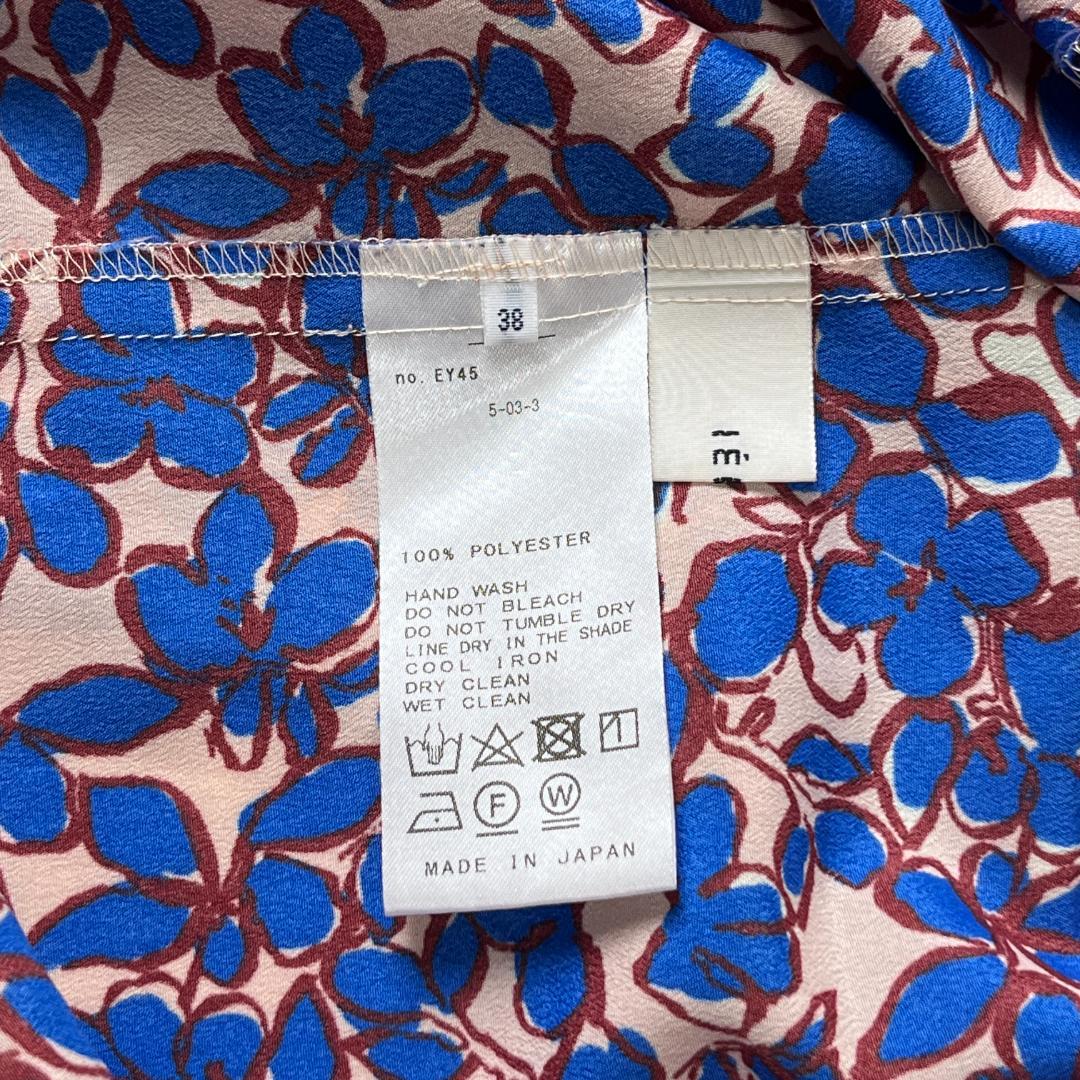 38
no. EY45
5-03-3
100% POLYESTER
HAND WASH
DO NOT BLEACH
DO NOT TUMBLE DRY
LINE DRY IN THE SHADE
COOL IRON
DRY CLEAN
WET CLEAN
F
W
MADE IN JAPAN